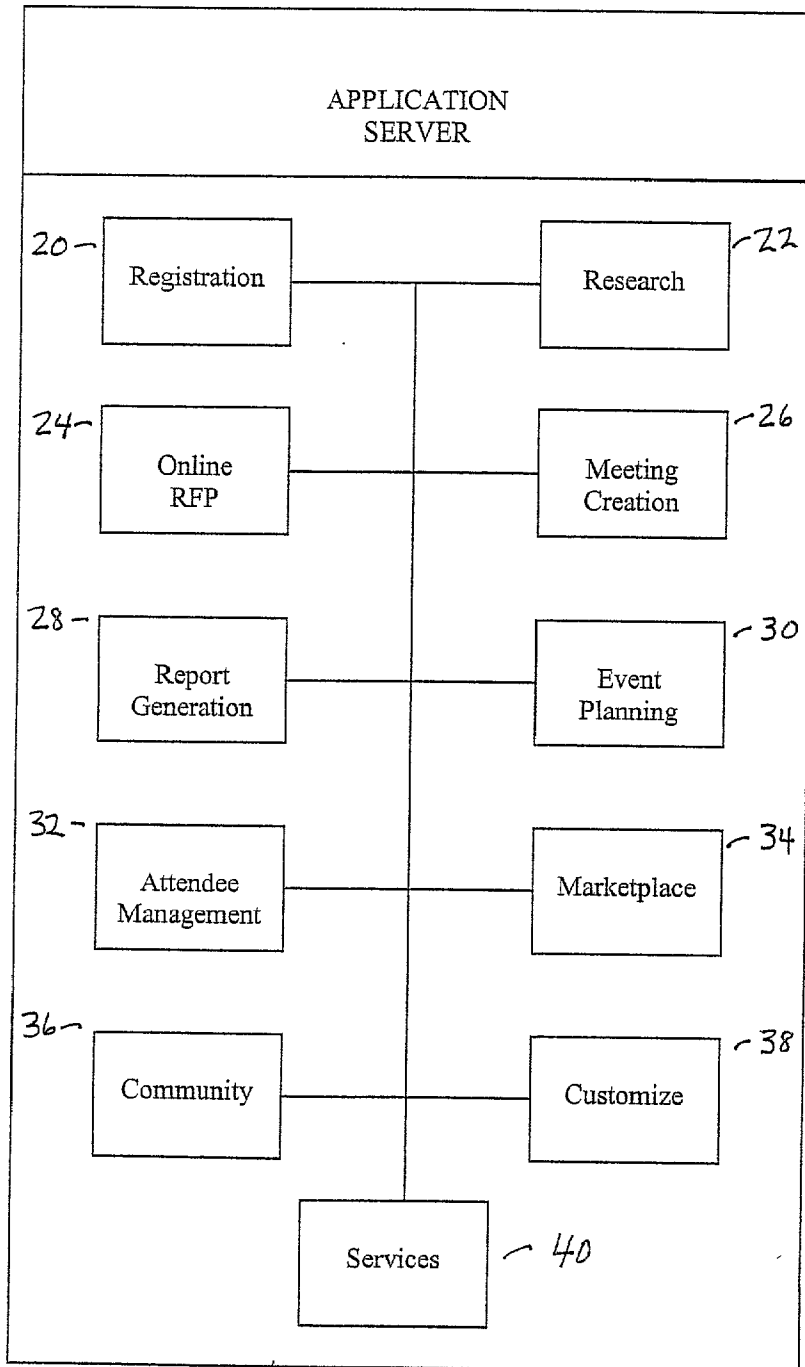 APPLICATION
SERVER
20
Registration
22
Research
24
Online
RFP
26
Meeting
Creation
28
Report
Generation
30
Event
Planning
32
Attendee
Management
34
Marketplace
36
Community
38
Customize
Services
40